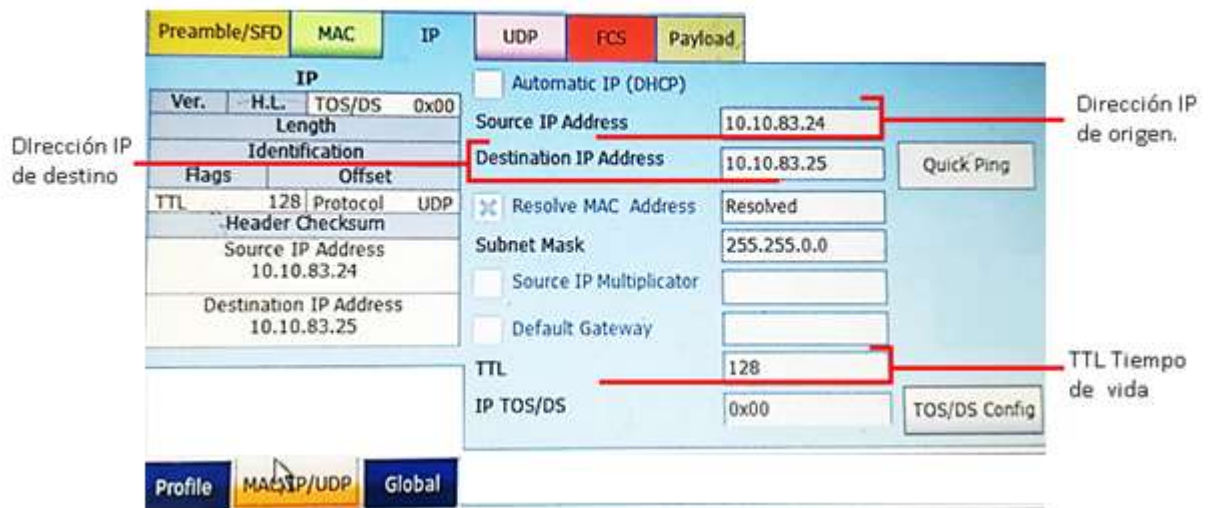 Preamble/SFD MAC IP UDP FCS Payload
IP
Ver. H.L. TOS/DS 0x00
Length
Identification
Flags Offset
TTL 128 Protocol UDP
Header Checksum
Source IP Address
10.10.83.24
Destination IP Address
10.10.83.25
Automatic IP (DHCP)
Source IP Address 10.10.83.24
Destination IP Address 10.10.83.25 Quick Ping
Resolve MAC Address Resolved
Subnet Mask 255.255.0.0
Source IP Multiplicator
Default Gateway
TTL 128
IP TOS/DS 0x00 TOS/DS Config
DIrección IP
de destino
Dirección IP
de origen.
TTL Tiempo
de vida
Profile MAC/IP/UDP Global